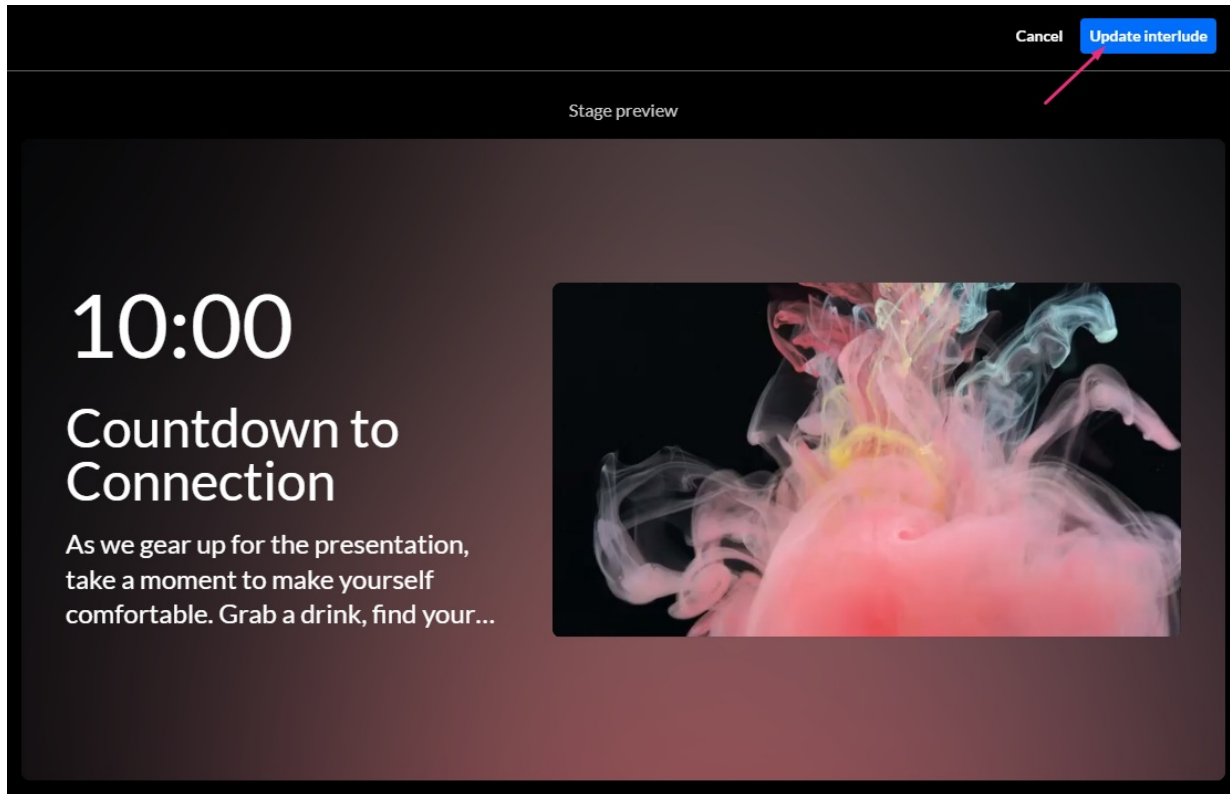 Cancel Update interlude
Stage preview
10:00
Countdown to
Connection
As we gear up for the presentation,
take a moment to make yourself
comfortable. Grab a drink, find your...